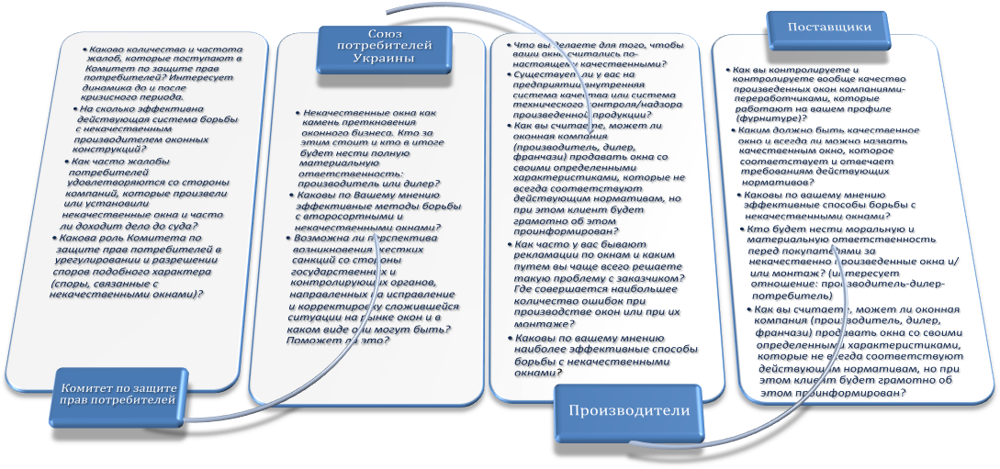 • Каково количество и частота
жалоб, которые поступают в
Комитет по защите прав
потребителей? Интересует
динамика до и после
кризисного периода.
• На сколько эффективна
действующая система борьбы
с некачественным
производителем оконных
конструкций?
• Как часто жалобы
потребителей
удовлетворяются со стороны
компаний, которые произвели
или установили
некачественные окна и часто
ли доходит дело до суда?
• Какова роль Комитета по
защите прав потребителей в
урегулировании и разрешении
споров подобного характера
(споры, связанные с
некачественными окнами)?
Комитет по защите
прав потребителей
Союз
потребителей
Украины
• Некачественные окна как
камень преткновения
оконного бизнеса. Кто за
этим стоит и кто в итоге
будет нести полную
материальную
ответственность:
производитель или дилер?
• Каковы по Вашему мнению
эффективные методы борьбы
с второсортными и
некачественными окнами?
• Возможна ли перспектива
возникновения жестких
санкций со стороны
государственных и
контролирующих органов,
направленных на исправление
и корректировку сложившейся
ситуации на рынке окон и в
каком виде они могут быть?
Поможет ли это?
• Что вы делаете для того, чтобы
ваши окна считались по-
настоящему качественными?
• Существует ли у вас на
предприятии внутренняя
система качества или система
технического контроля/надзора
произведенной продукции?
• Как вы считаете, может ли
оконная компания
(производитель, дилер,
франчази) продавать окна со
своими определенными
характеристиками, которые не
всегда соответствуют
действующим нормативам, но
при этом клиент будет
грамотно об этом
проинформирован?
• Как часто у вас бывают
рекламации по окнам и каким
путем вы чаще всего решаете
такую проблему с заказчиком?
Где совершается наибольшее
количество ошибок при
производстве окон или при их
монтаже?
• Каковы по вашему мнению
наиболее эффективные способы
борьбы с некачественными
окнами?
Производители
Поставщики
• Как вы контролируете и
контролируете вообще качество
произведенных окон компаниями-
переработчиками, которые
работают на вашем профиле
(фурнитуре)?
• Каким должно быть качественное
окно и всегда ли можно назвать
качественным окно, которое
соответствует и отвечает
требованиям действующих
нормативов?
• Каковы по вашему мнению
эффективные способы борьбы с
некачественными окнами?
• Кто будет нести моральную и
материальную ответственность
перед покупателями за
некачественно произведенные окна и/
или монтаж? (интересует
отношение: производитель-дилер-
потребитель)
• Как вы считаете, может ли оконная
компания (производитель, дилер,
франчази) продавать окна со своими
определенными характеристиками,
которые не всегда соответствуют
действующим нормативам, но при
этом клиент будет грамотно об
этом проинформирован?